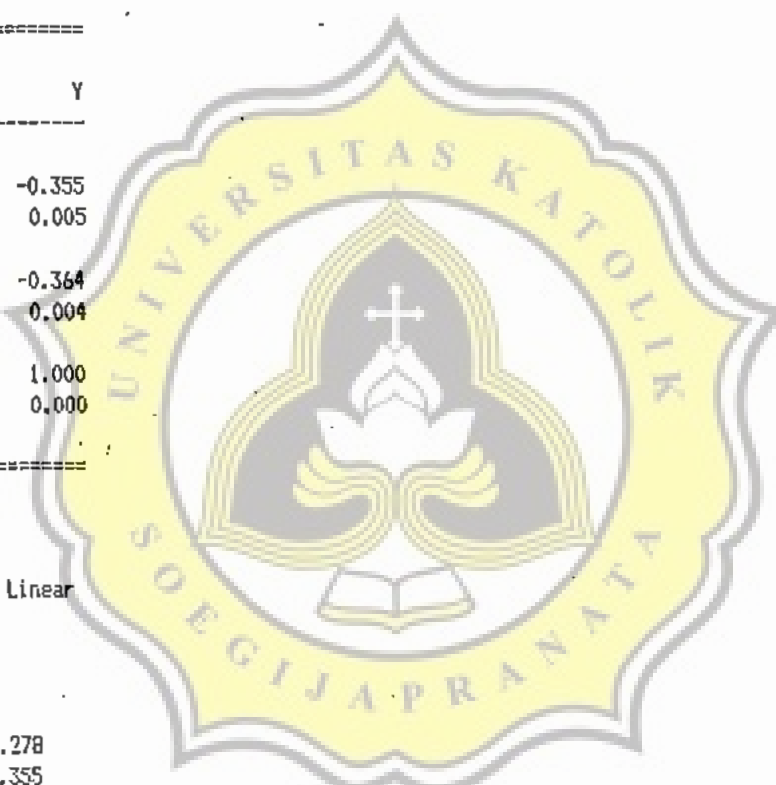 Y
-0.355
0.005
-0.364
0.004
1.000
0.000
Linear
.278
.355
UNIVERSITAS KATOLIK
SOEGIJAPRANATA